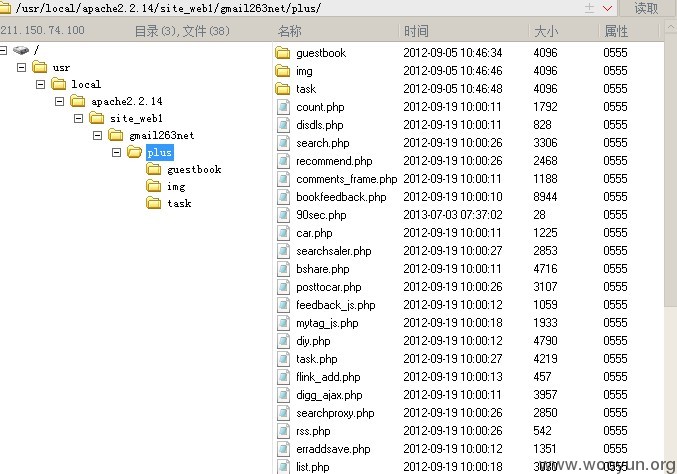 /usr/local/apache2.2.14/site_web1/gmail263net/plus/ 读取
211.150.74.100 目录(3),文件(38) 名称 时间 大小 属性
/
usr
local
apache2.2.14
site_web1
gmail263net
plus
guestbook
img
task
guestbook 2012-09-05 10:46:34 4096 0555
img 2012-09-05 10:46:46 4096 0555
task 2012-09-05 10:46:48 4096 0555
count.php 2012-09-19 10:00:11 1792 0555
disdls.php 2012-09-19 10:00:11 828 0555
search.php 2012-09-19 10:00:26 3306 0555
recommend.php 2012-09-19 10:00:26 2468 0555
comments_frame.php 2012-09-19 10:00:11 1188 0555
bookfeedback.php 2012-09-19 10:00:10 8944 0555
90sec.php 2013-07-03 07:37:02 28 0555
car.php 2012-09-19 10:00:11 1225 0555
searchsaler.php 2012-09-19 10:00:27 2853 0555
bshare.php 2012-09-19 10:00:11 4716 0555
posttocar.php 2012-09-19 10:00:26 3107 0555
feedback_js.php 2012-09-19 10:00:12 1059 0555
mytag_js.php 2012-09-19 10:00:18 1933 0555
diy.php 2012-09-19 10:00:12 4790 0555
task.php 2012-09-19 10:00:27 4219 0555
flink_add.php 2012-09-19 10:00:13 457 0555
digg_ajax.php 2012-09-19 10:00:11 3957 0555
searchproxy.php 2012-09-19 10:00:26 2850 0555
rss.php 2012-09-19 10:00:26 542 0555
erraddsave.php 2012-09-19 10:00:12 1351 0555
list.php 2012-09-19 10:00:18 3030 0555
www.wooyun.org